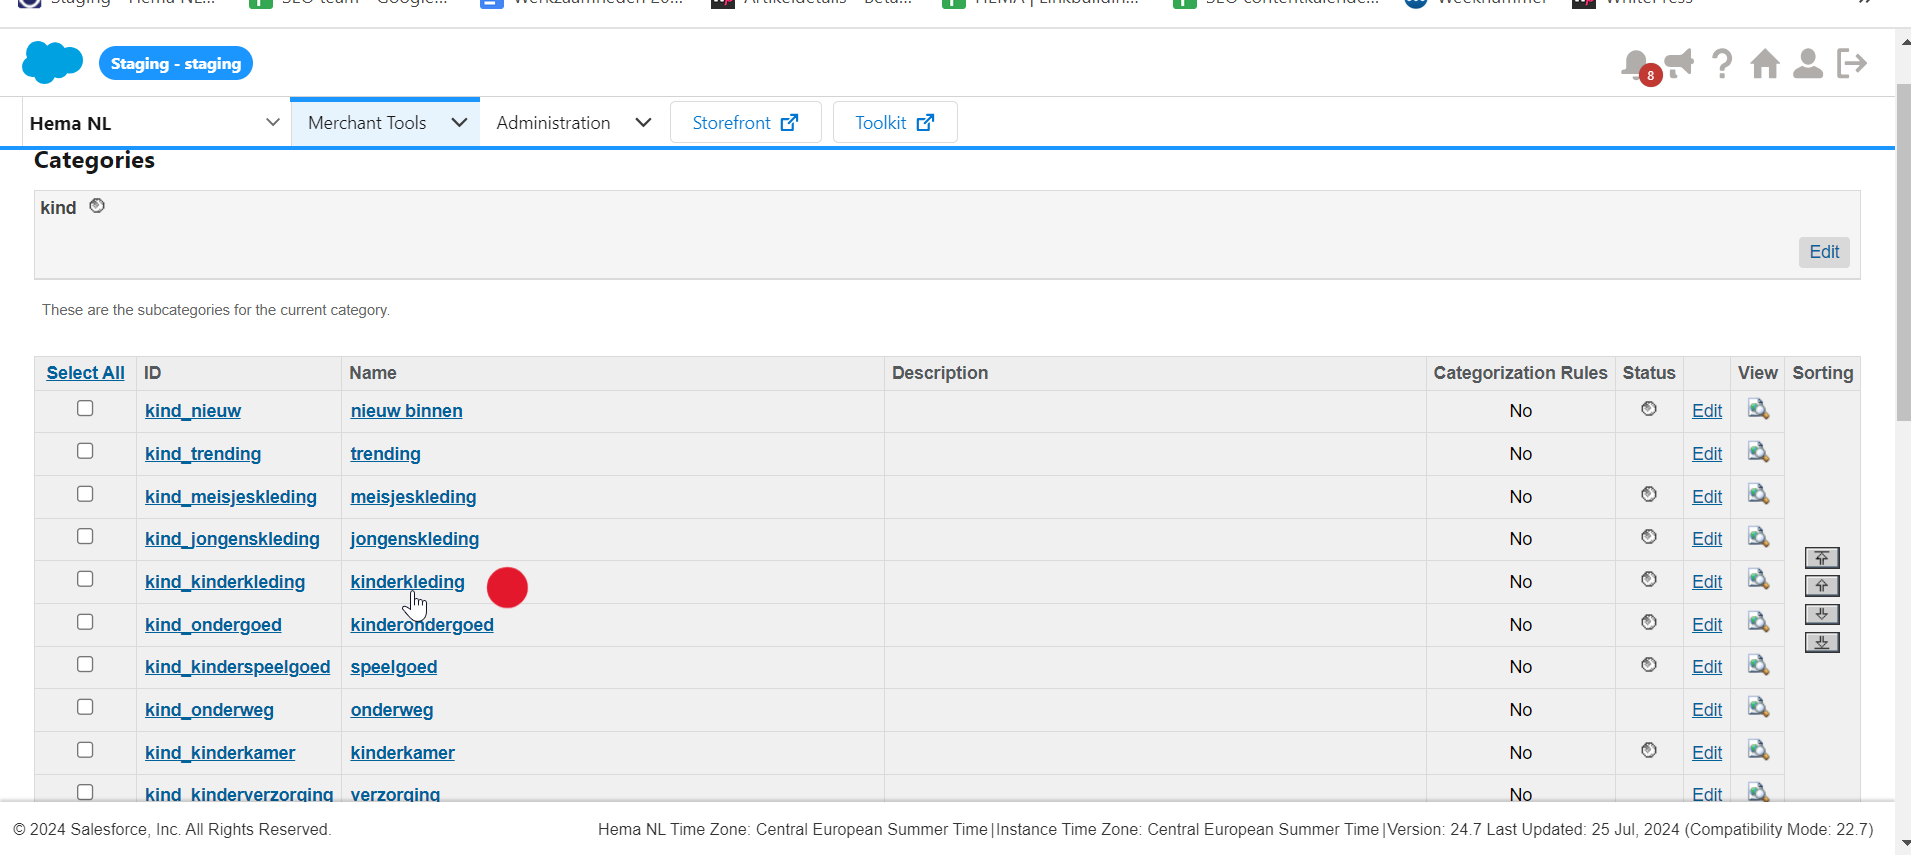 Staging - staging
8
Hema NL
Merchant Tools
Administration
Storefront
Toolkit
Categories
kind
Edit
These are the subcategories for the current category.
Select All ID Name Description Categorization Rules Status View Sorting
kind_nieuw nieuw binnen No Edit
kind_trending trending No Edit
kind_meisjeskleding meisjeskleding No Edit
kind_jongenskleding jongenskleding No Edit
kind_kinderkleding kinderkleding No Edit
kind_ondergoed kinderondergoed No Edit
kind_kinderspeelgoed speelgoed No Edit
kind_onderweg onderweg No Edit
kind_kinderkamer kinderkamer No Edit
kind_kinderverzorging verzorging No Edit
© 2024 Salesforce, Inc. All Rights Reserved.
Hema NL Time Zone: Central European Summer Time|Instance Time Zone: Central European Summer Time|Version: 24.7 Last Updated: 25 Jul, 2024 (Compatibility Mode: 22.7)